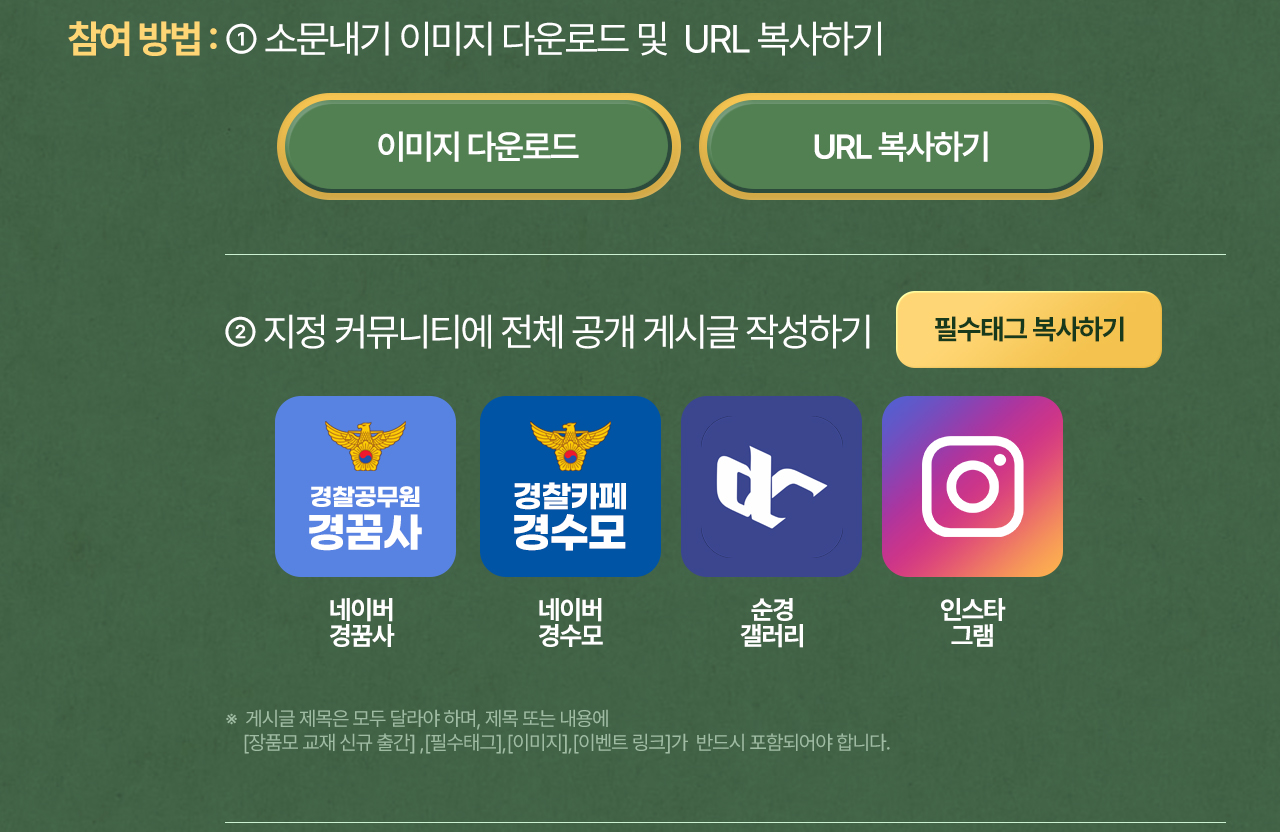 참여 방법 : ① 소문내기 이미지 다운로드 및 URL 복사하기
이미지 다운로드
URL 복사하기
② 지정 커뮤니티에 전체 공개 게시글 작성하기
필수태그 복사하기
경찰공무원
경꿈사
경찰카페
경수모
dc
네이버
경꿈사
네이버
경수모
순경
갤러리
인스타
그램
※ 게시글 제목은 모두 달라야 하며, 제목 또는 내용에
[장품모 교재 신규 출간] ,[필수태그],[이미지],[이벤트 링크]가 반드시 포함되어야 합니다.